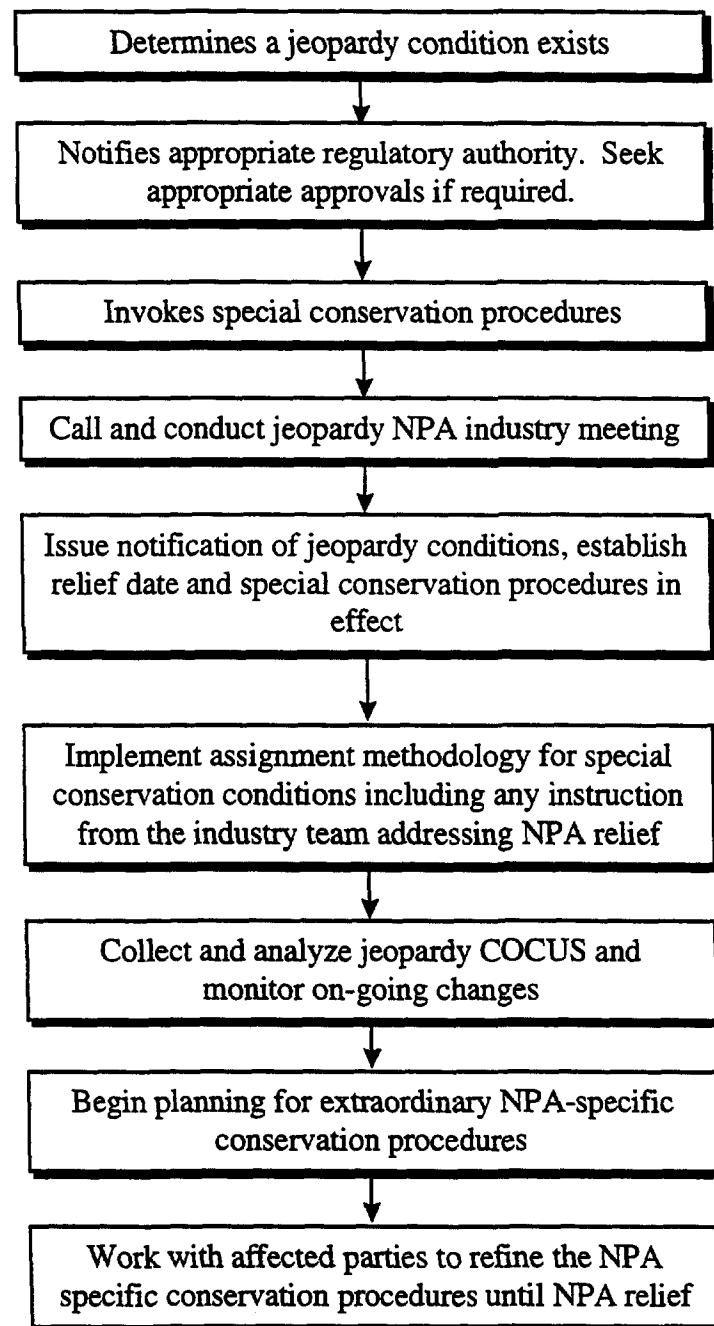 Determines a jeopardy condition exists
Notifies appropriate regulatory authority. Seek
appropriate approvals if required.
Invokes special conservation procedures
Call and conduct jeopardy NPA industry meeting
Issue notification of jeopardy conditions, establish
relief date and special conservation procedures in
effect
Implement assignment methodology for special
conservation conditions including any instruction
from the industry team addressing NPA relief
Collect and analyze jeopardy COCUS and
monitor on-going changes
Begin planning for extraordinary NPA-specific
conservation procedures
Work with affected parties to refine the NPA
specific conservation procedures until NPA relief